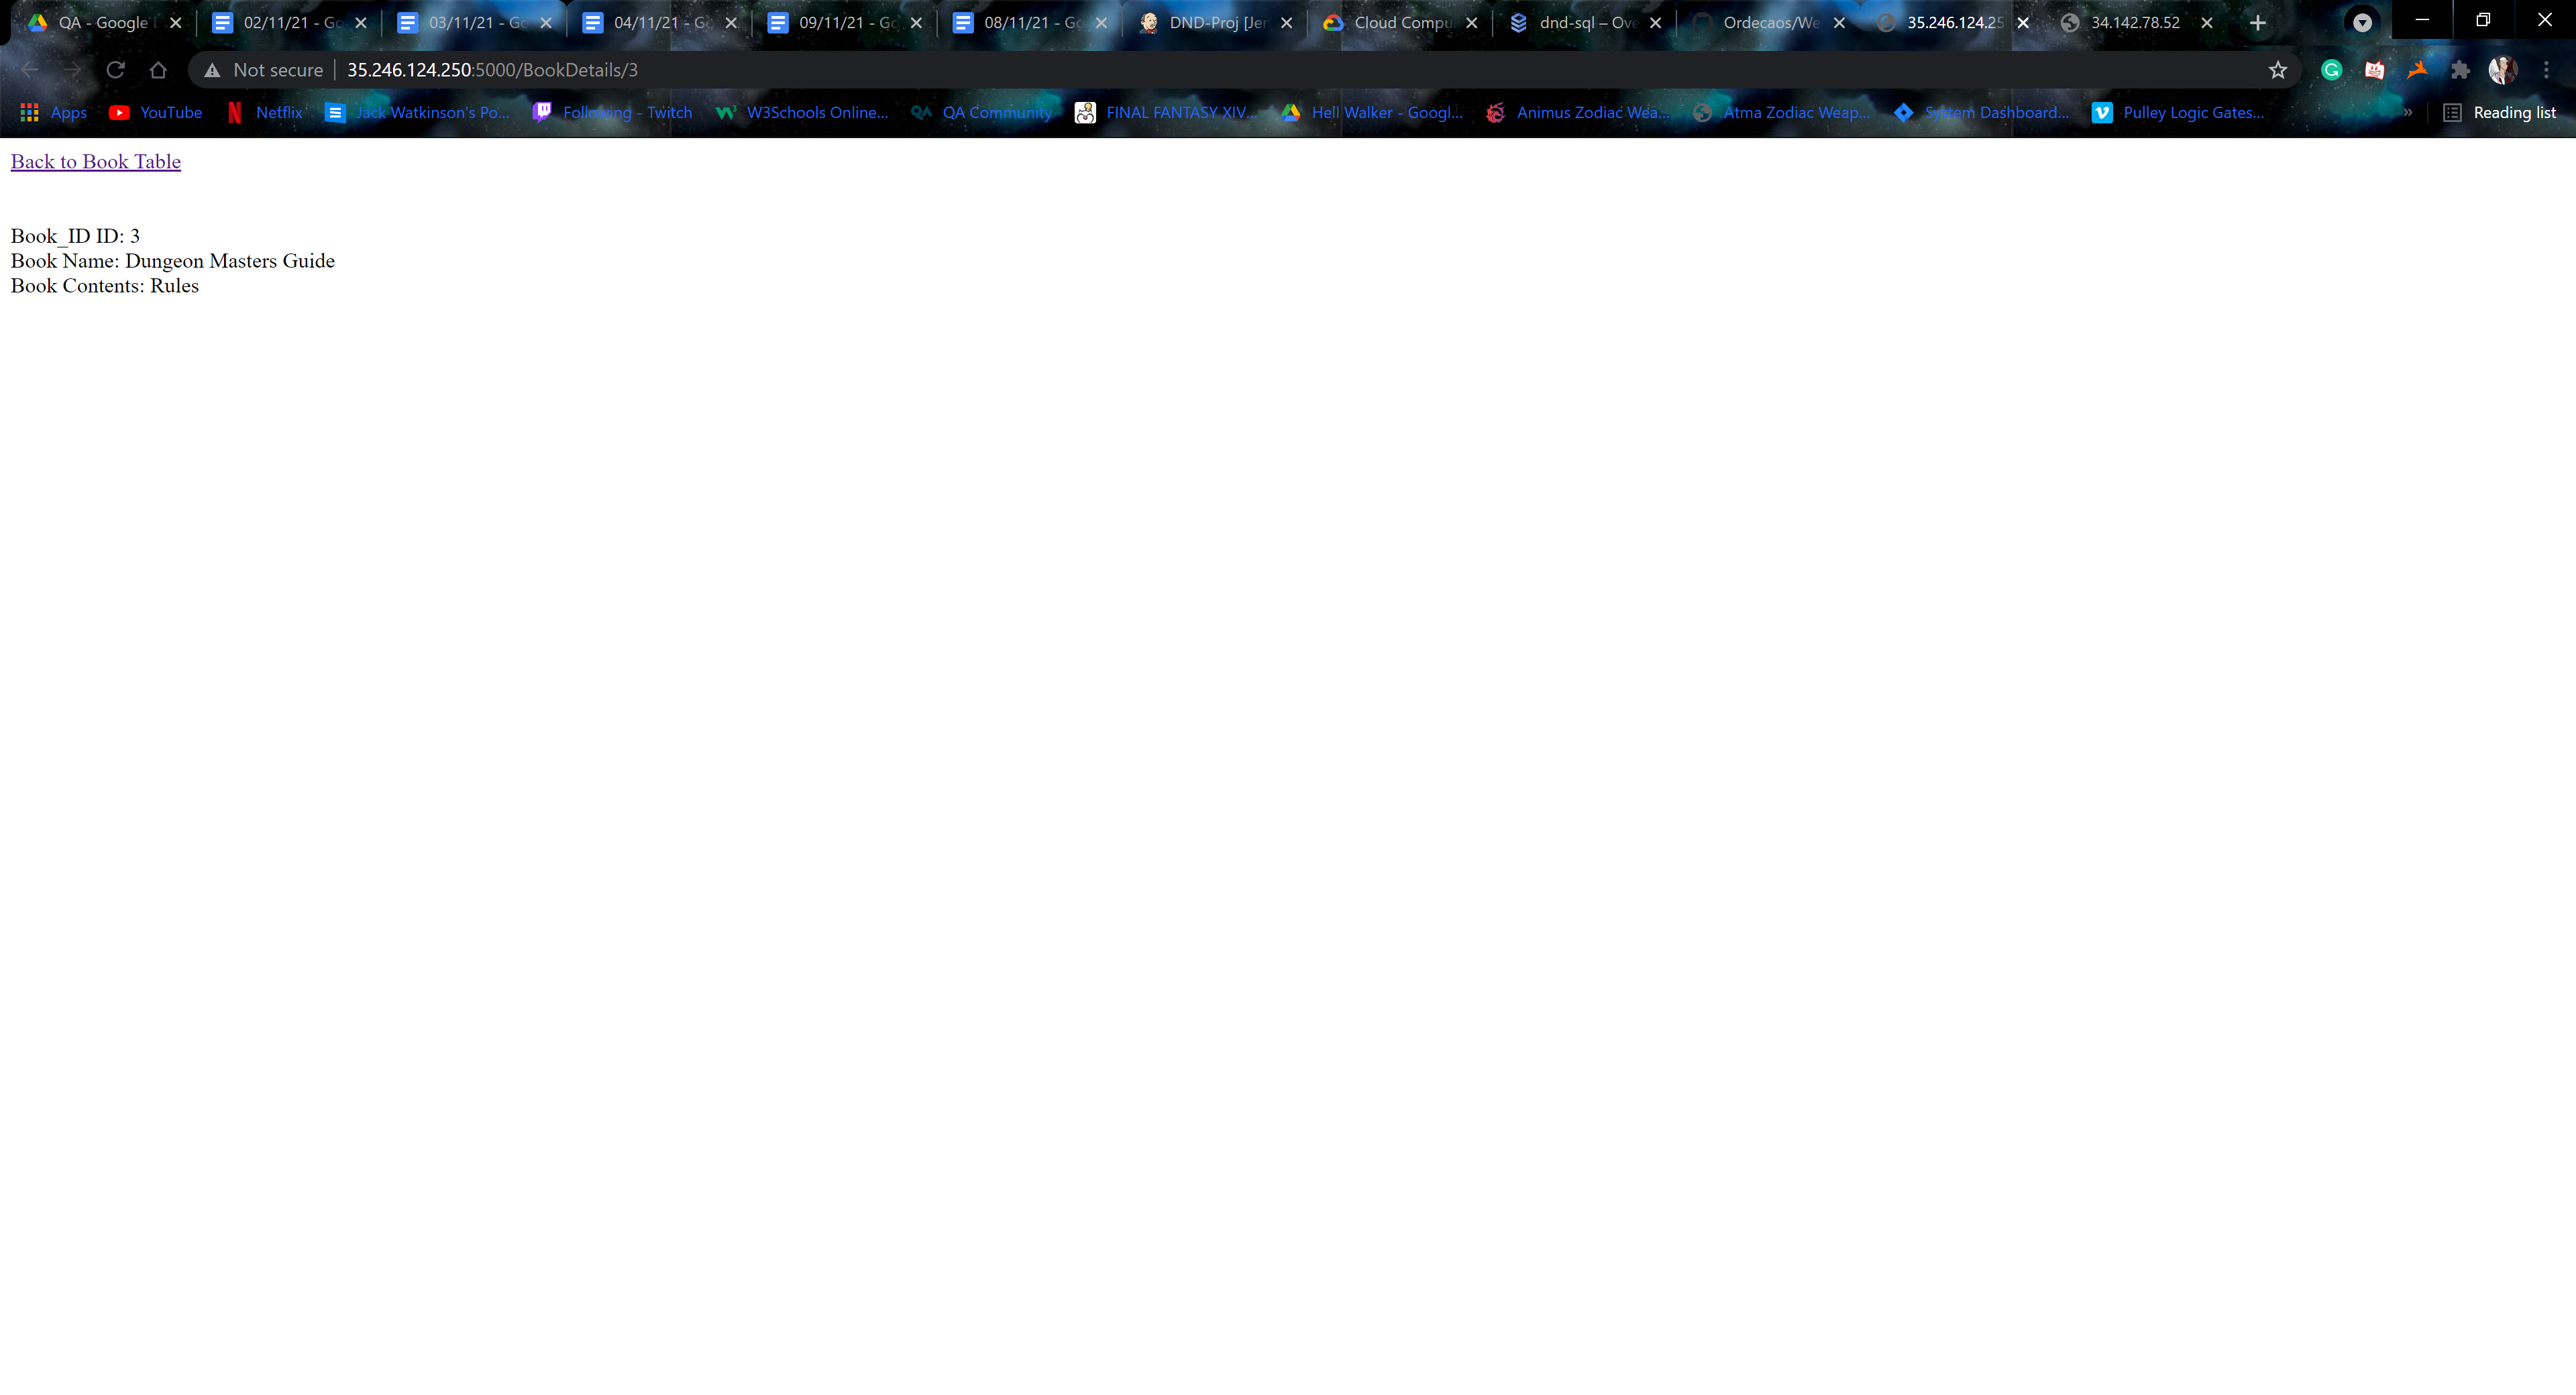 QA - Google
02/11/21 - Go
03/11/21 - Go
04/11/21 - Go
09/11/21 - Go
08/11/21 - Go
DND-Proj [Jen
Cloud Compu
dnd-sql – Ove
Ordecaos/We
35.246.124.25
34.142.78.52
Not secure 35.246.124.250:5000/BookDetails/3
Apps YouTube Netflix Jack Watkinson's Po... Following - Twitch W3Schools Online... QA Community FINAL FANTASY XIV... Hell Walker - Googl... Animus Zodiac Wea... Atma Zodiac Weap... System Dashboard... Pulley Logic Gates... » Reading list
Back to Book Table
Book_ID ID: 3
Book Name: Dungeon Masters Guide
Book Contents: Rules